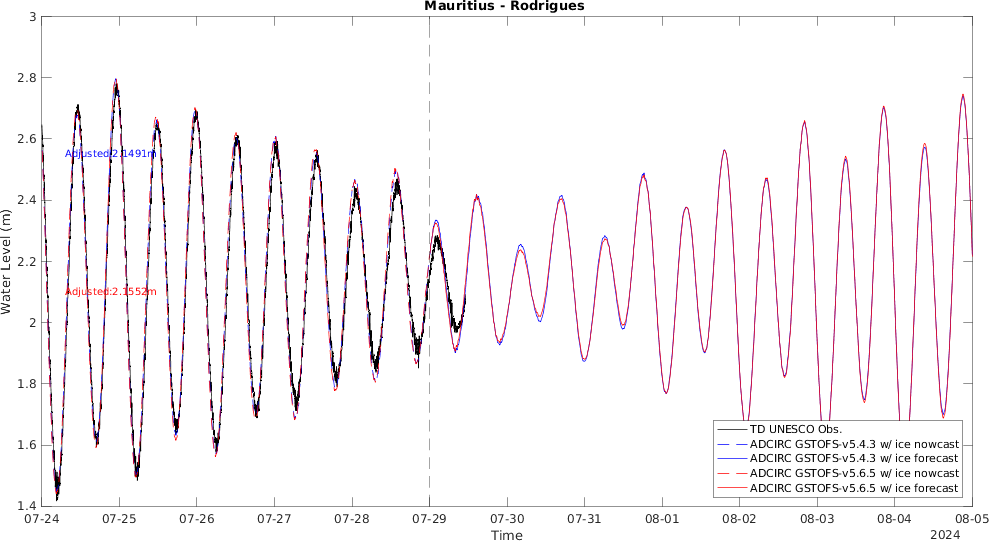 Mauritius - Rodrigues
3
2.8
2.6
2.4
2.2
2
1.8
1.6
1.4
Water Level (m)
Adjusted:2.1491m
Adjusted:2.1552m
TD UNESCO Obs.
ADCIRC GSTOFS-v5.4.3 w/ ice nowcast
ADCIRC GSTOFS-v5.4.3 w/ ice forecast
ADCIRC GSTOFS-v5.6.5 w/ ice nowcast
ADCIRC GSTOFS-v5.6.5 w/ ice forecast
07-24 07-25 07-26 07-27 07-28 07-29 07-30 07-31 08-01 08-02 08-03 08-04 08-05
Time
2024